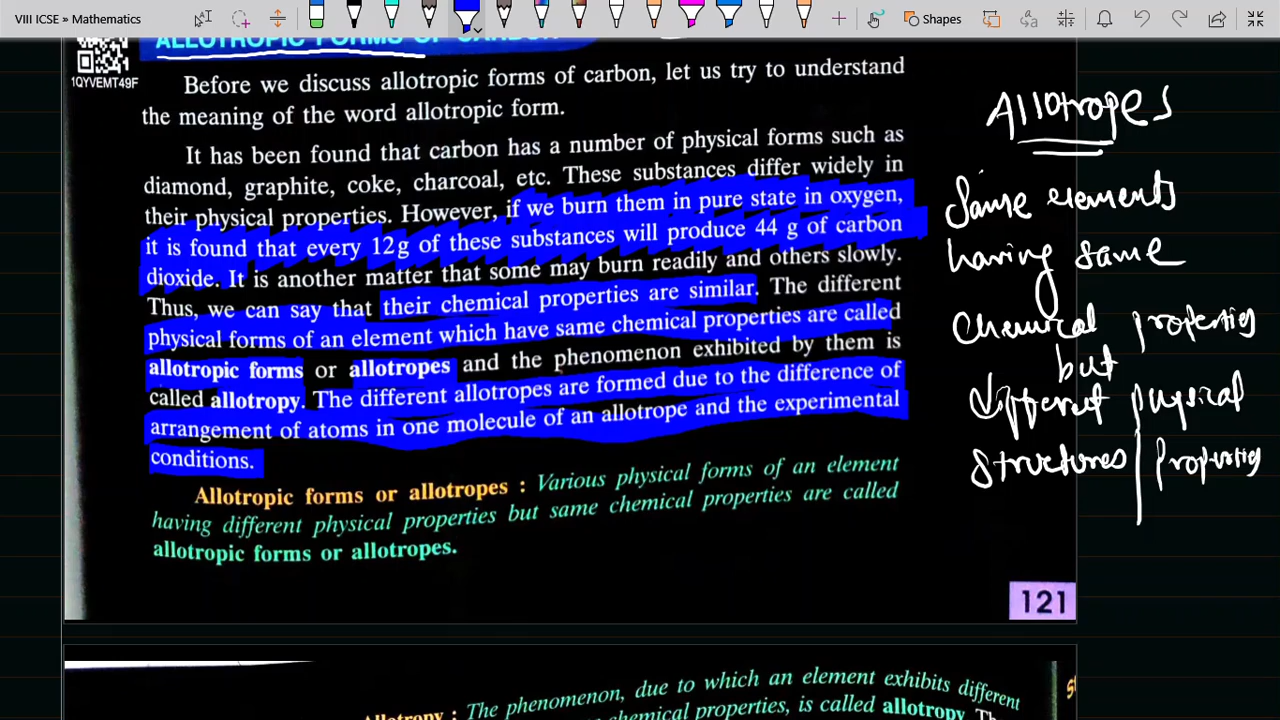 VIII ICSE » Mathematics
Shapes
ALLOTROPIC FORMS OF CARBON
1QYVEMT49F
Before we discuss allotropic forms of carbon, let us try to understand
the meaning of the word allotropic form.
It has been found that carbon has a number of physical forms such as
diamond, graphite, coke, charcoal, etc. These substances differ widely in
their physical properties. However, if we burn them in pure state in oxygen,
it is found that every 12g of these substances will produce 44 g of carbon
dioxide. It is another matter that some may burn readily and others slowly.
Thus, we can say that their chemical properties are similar. The different
physical forms of an element which have same chemical properties are called
allotropic forms or allotropes and the phenomenon exhibited by them is
called allotropy. The different allotropes are formed due to the difference of
arrangement of atoms in one molecule of an allotrope and the experimental
conditions.
Allotropic forms or allotropes : Various physical forms of an element
having different physical properties but same chemical properties are called
allotropic forms or allotropes.
121
Allotropes
Same elements
having same
Chemical properties
but
different physical
structures | properties
Allotropy : The phenomenon, due to which an element exhibits different
chemical properties, is called allotropy